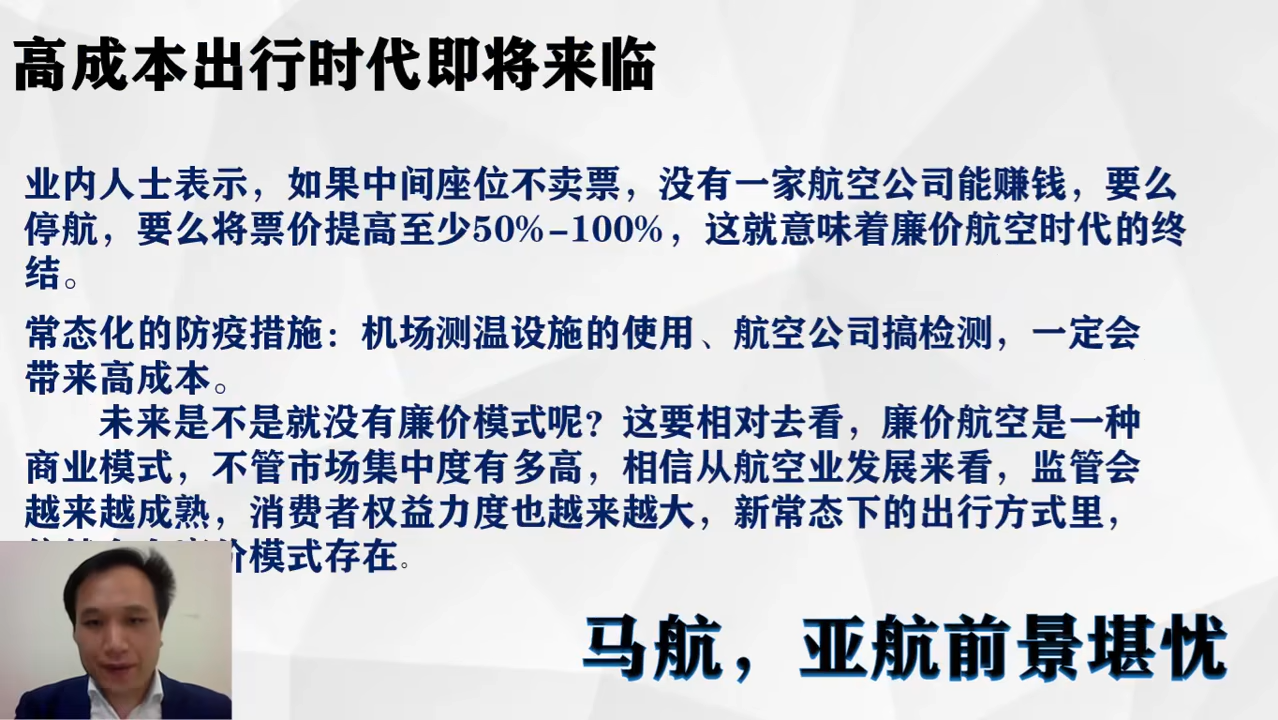 高成本出行时代即将来临
业内人士表示，如果中间座位不卖票，没有一家航空公司能赚钱，要么
停航，要么将票价提高至少50%-100%，这就意味着廉价航空时代的终
结。
常态化的防疫措施：机场测温设施的使用、航空公司搞检测，一定会
带来高成本。
未来是不是就没有廉价模式呢？这要相对去看，廉价航空是一种
商业模式，不管市场集中度有多高，相信从航空业发展来看，监管会
越来越成熟，消费者权益力度也越来越大，新常态下的出行方式里，
价模式存在。
马航，亚航前景堪忧